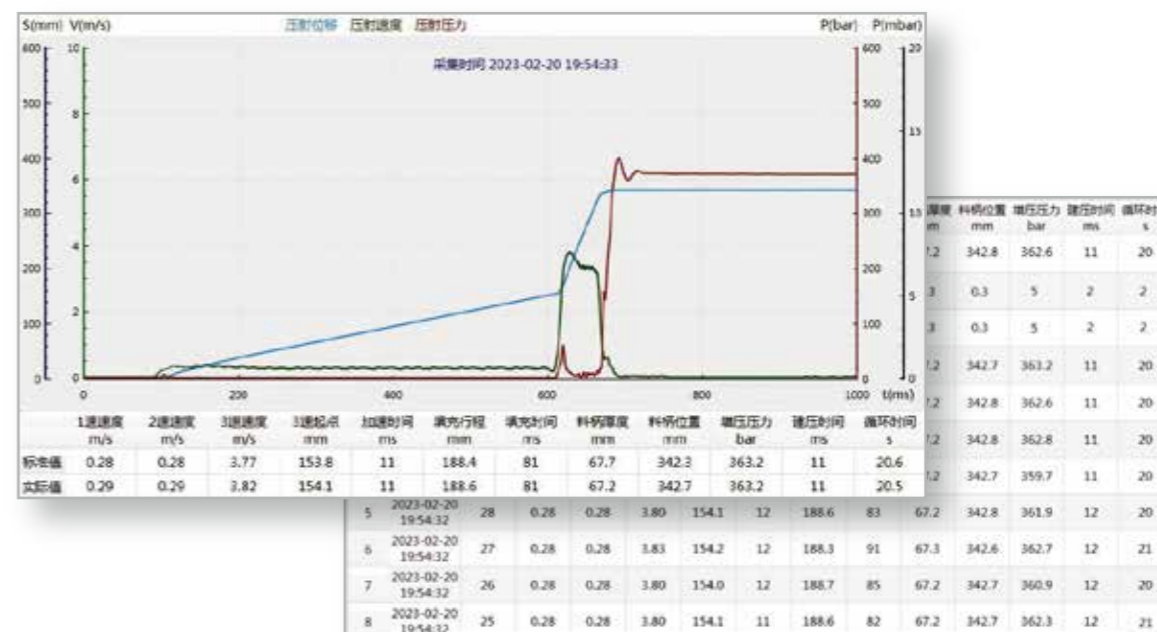 S(mm) V(m/s) 压射位移 压射速度 压射压力 P(bar) P(mbar)
采集时间 2023-02-20 19:54:33
600 10 600 20
500 8 500 15
400 6 400
300 300 10
4
200 200 5
100 2 100
0 0 0 0
0 200 400 600 800 1000 t(ms)
1速速度 2速速度 3速速度 3速起点 加速时间 填充行程 填充时间 料柄厚度 料柄位置 增压压力 建压时间 循环时间
m/s m/s m/s mm ms mm ms mm mm bar ms s
标准值 0.28 0.28 3.77 153.8 11 188.4 81 67.7 342.3 363.2 11 20.6
实际值 0.29 0.29 3.82 154.1 11 188.6 81 67.2 342.7 363.2 11 20.5
料柄位置 增压压力 建压时间 循环时
mm bar ms s
342.8 362.6 11 20
0.3 5 2 2
0.3 5 2 2
342.7 363.2 11 20
342.8 362.6 11 20
342.8 362.8 11 20
342.7 359.7 11 20
5 2023-02-20 19:54:32 28 0.28 0.28 3.80 154.1 12 188.6 83 67.2 342.8 361.9 12 20
6 2023-02-20 19:54:32 27 0.28 0.28 3.83 154.2 12 188.3 91 67.3 342.6 362.7 12 21
7 2023-02-20 19:54:32 26 0.28 0.28 3.80 154.0 12 188.7 85 67.2 342.7 360.9 12 20
8 2023-02-20 19:54:32 25 0.28 0.28 3.80 154.1 11 188.6 82 67.2 342.7 362.3 12 21